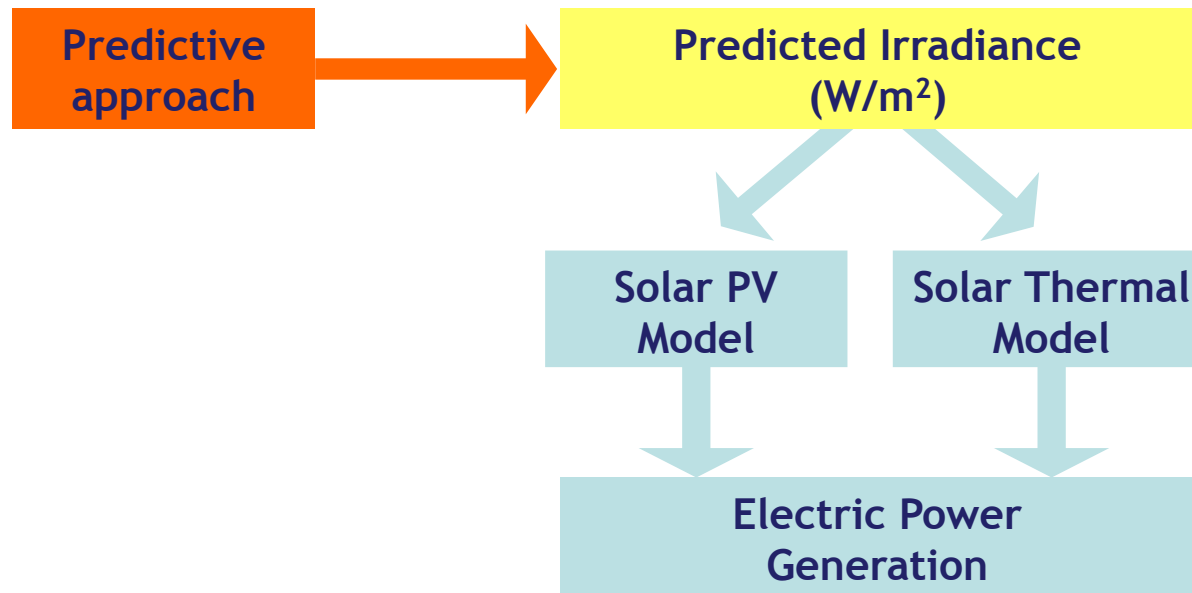 Predictive
approach
Predicted Irradiance
(W/m²)
Solar PV
Model
Solar Thermal
Model
Electric Power
Generation